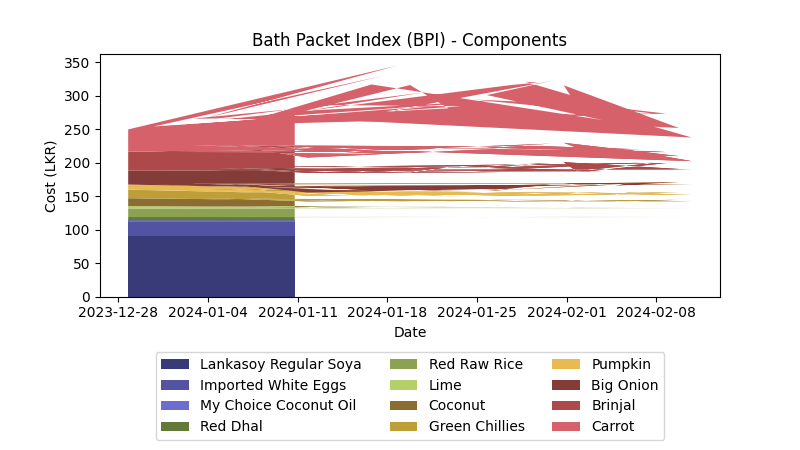 Bath Packet Index (BPI) - Components
350
300
250
200
150
100
50
0
Cost (LKR)
2023-12-28 2024-01-04 2024-01-11 2024-01-18 2024-01-25 2024-02-01 2024-02-08
Date
Lankasoy Regular Soya
Imported White Eggs
My Choice Coconut Oil
Red Dhal
Red Raw Rice
Lime
Coconut
Green Chillies
Pumpkin
Big Onion
Brinjal
Carrot